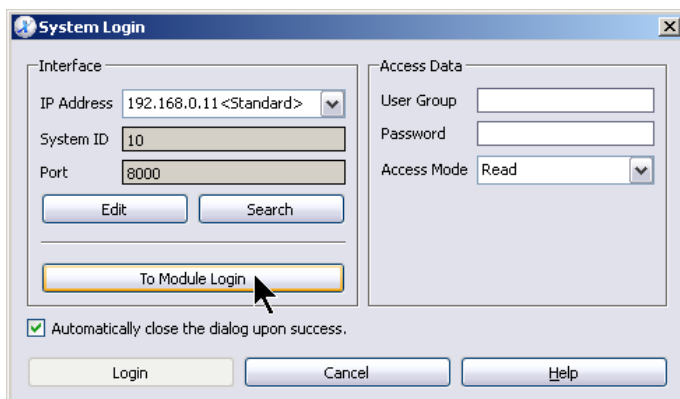 System Login
Interface
IP Address 192.168.0.11<Standard>
System ID 10
Port 8000
Edit Search
To Module Login
Access Data
User Group
Password
Access Mode Read
Automatically close the dialog upon success.
Login Cancel Help